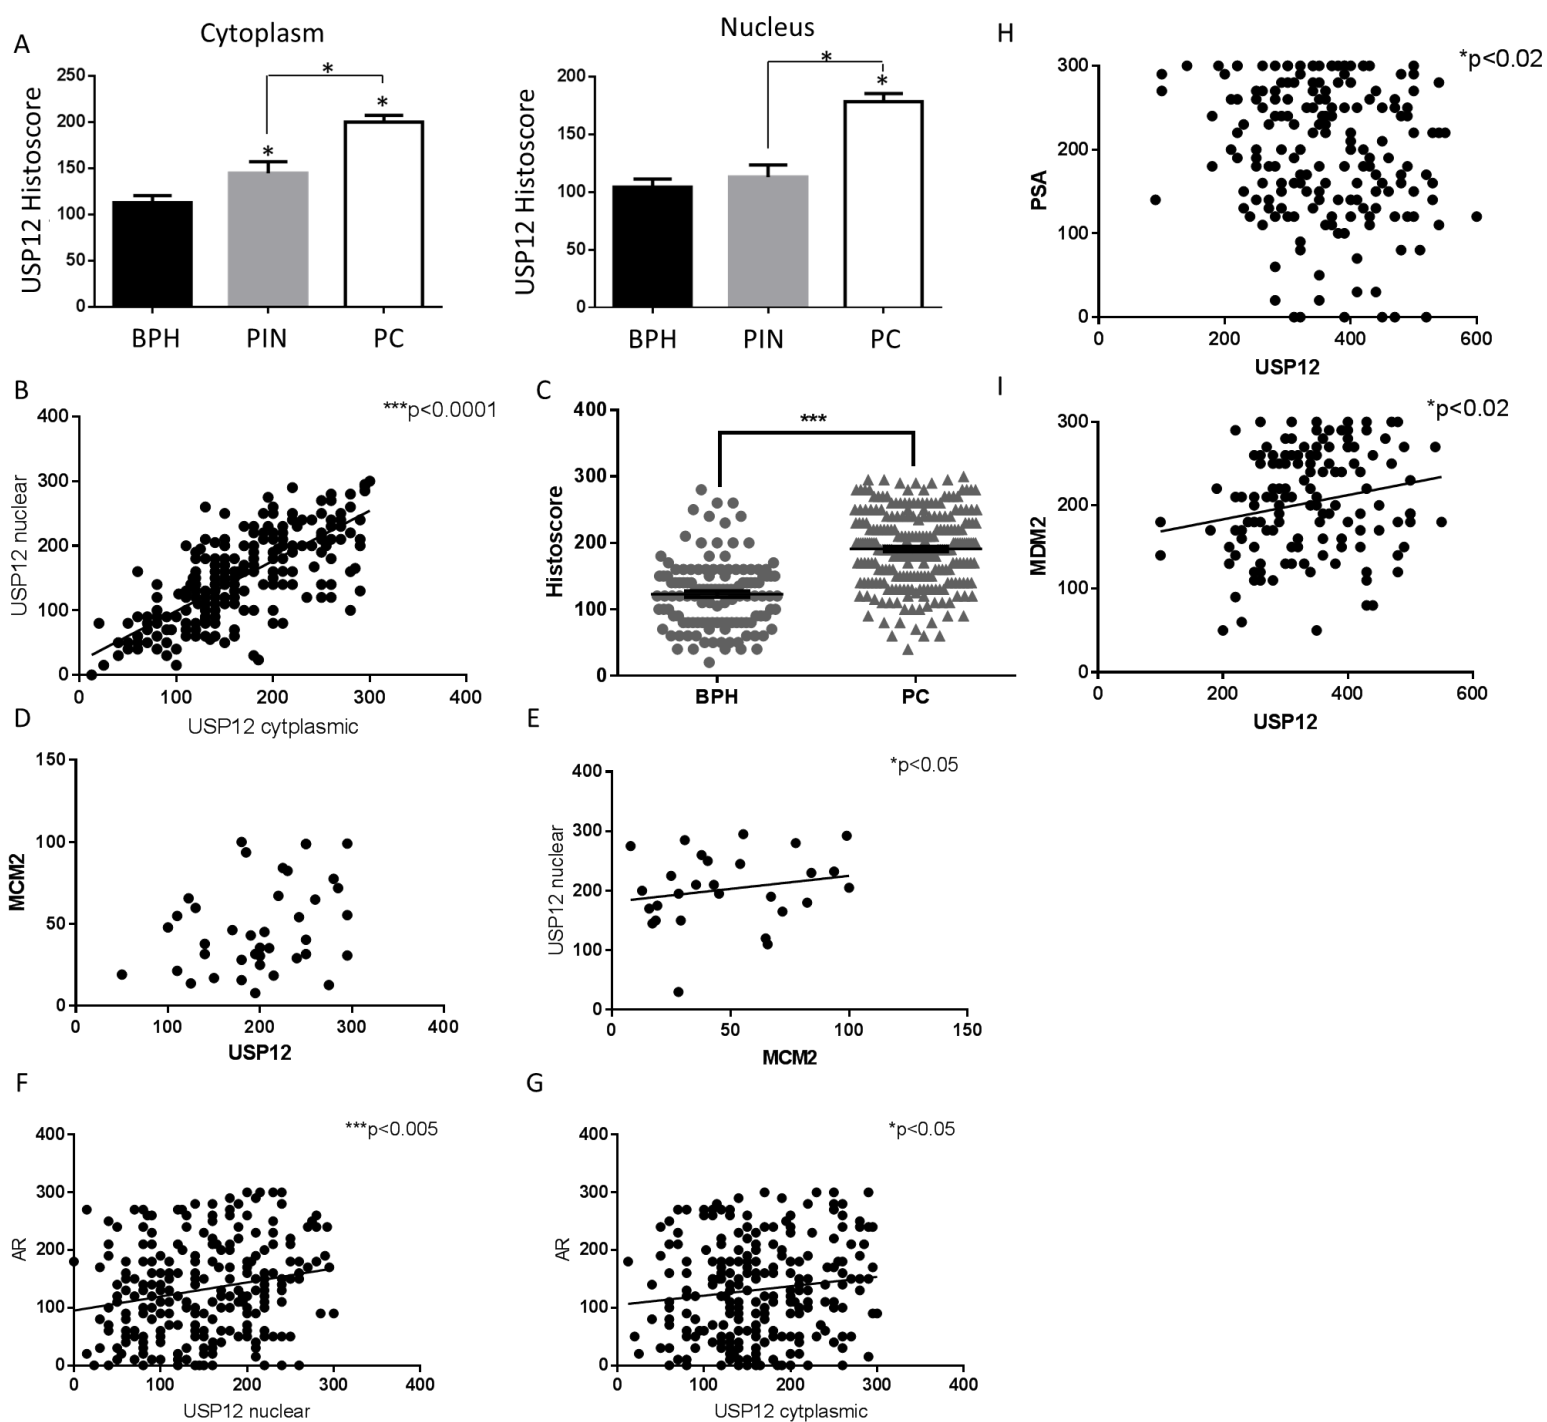 A
Cytoplasm
USP12 Histoscore
250
200
150
100
50
0
*
*
*
BPH PIN PC
Nucleus
USP12 Histoscore
200
150
100
50
0
*
*
BPH PIN PC
H
*p<0.02
PSA
300
200
100
0
0 200 400 600
USP12
B
***p<0.0001
USP12 nuclear
400
300
200
100
0
0 100 200 300 400
USP12 cytplasmic
C
***
Histoscore
400
300
200
100
0
BPH PC
I
*p<0.02
MDM2
300
200
100
0
0 200 400 600
USP12
D
MCM2
150
100
50
0
0 100 200 300 400
USP12
E
*p<0.05
USP12 nuclear
400
300
200
100
0
0 50 100 150
MCM2
F
***p<0.005
AR
400
300
200
100
0
0 100 200 300 400
USP12 nuclear
G
*p<0.05
AR
400
300
200
100
0
0 100 200 300 400
USP12 cytplasmic